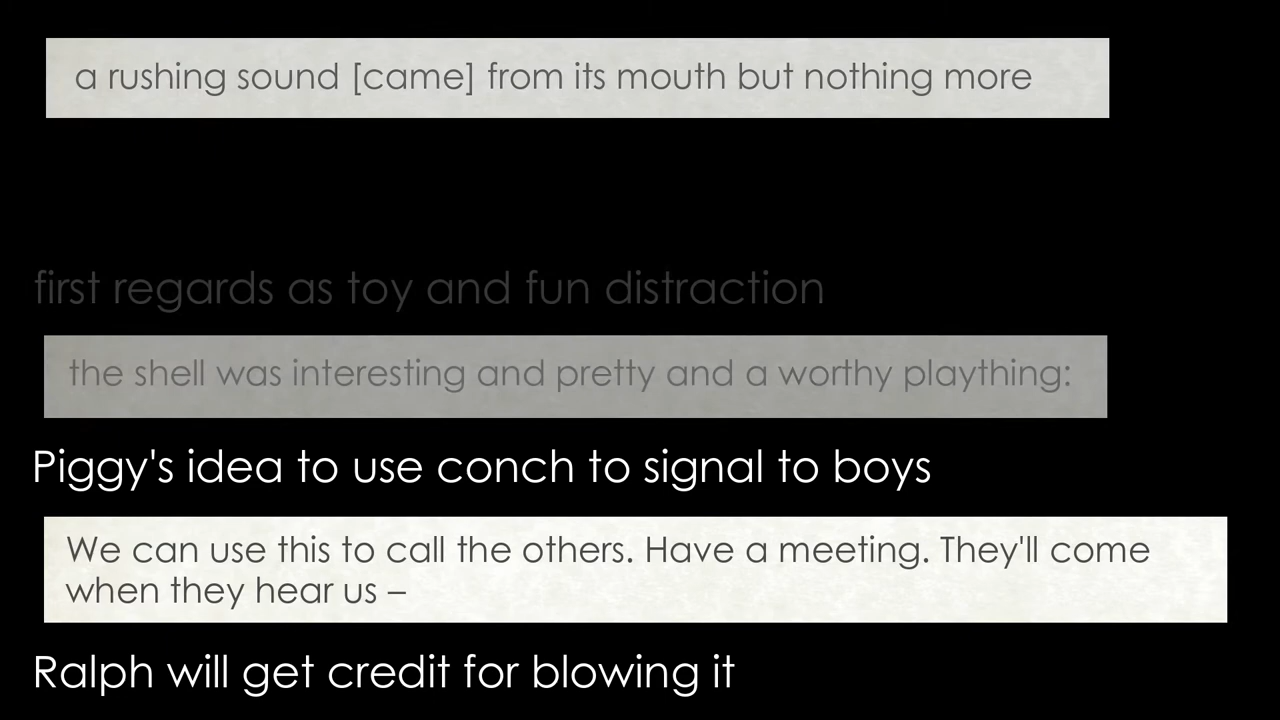 a rushing sound [came] from its mouth but nothing more
first regards as toy and fun distraction
the shell was interesting and pretty and a worthy plaything:
Piggy's idea to use conch to signal to boys
We can use this to call the others. Have a meeting. They'll come
when they hear us –
Ralph will get credit for blowing it